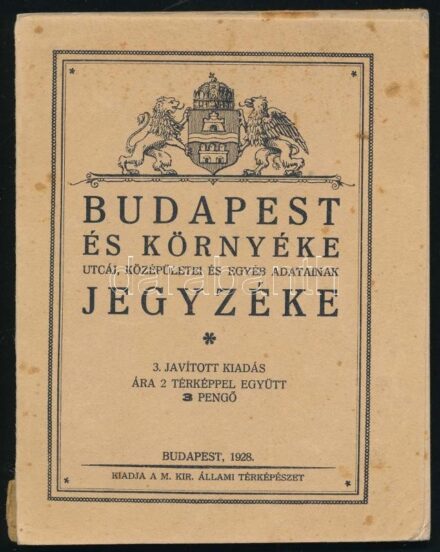 BUDAPEST
ÉS KÖRNYÉKE
UTCÁI, KÖZÉPÜLETEI ÉS EGYÉB ADATAINAK
JEGYZÉKE
*
3. JAVÍTOTT KIADÁS
ÁRA 2 TÉRKÉPPEL EGYÜTT
3 PENGŐ
BUDAPEST, 1928.
KIADJA A M. KIR. ÁLLAMI TÉRKÉPÉSZET
darabanth